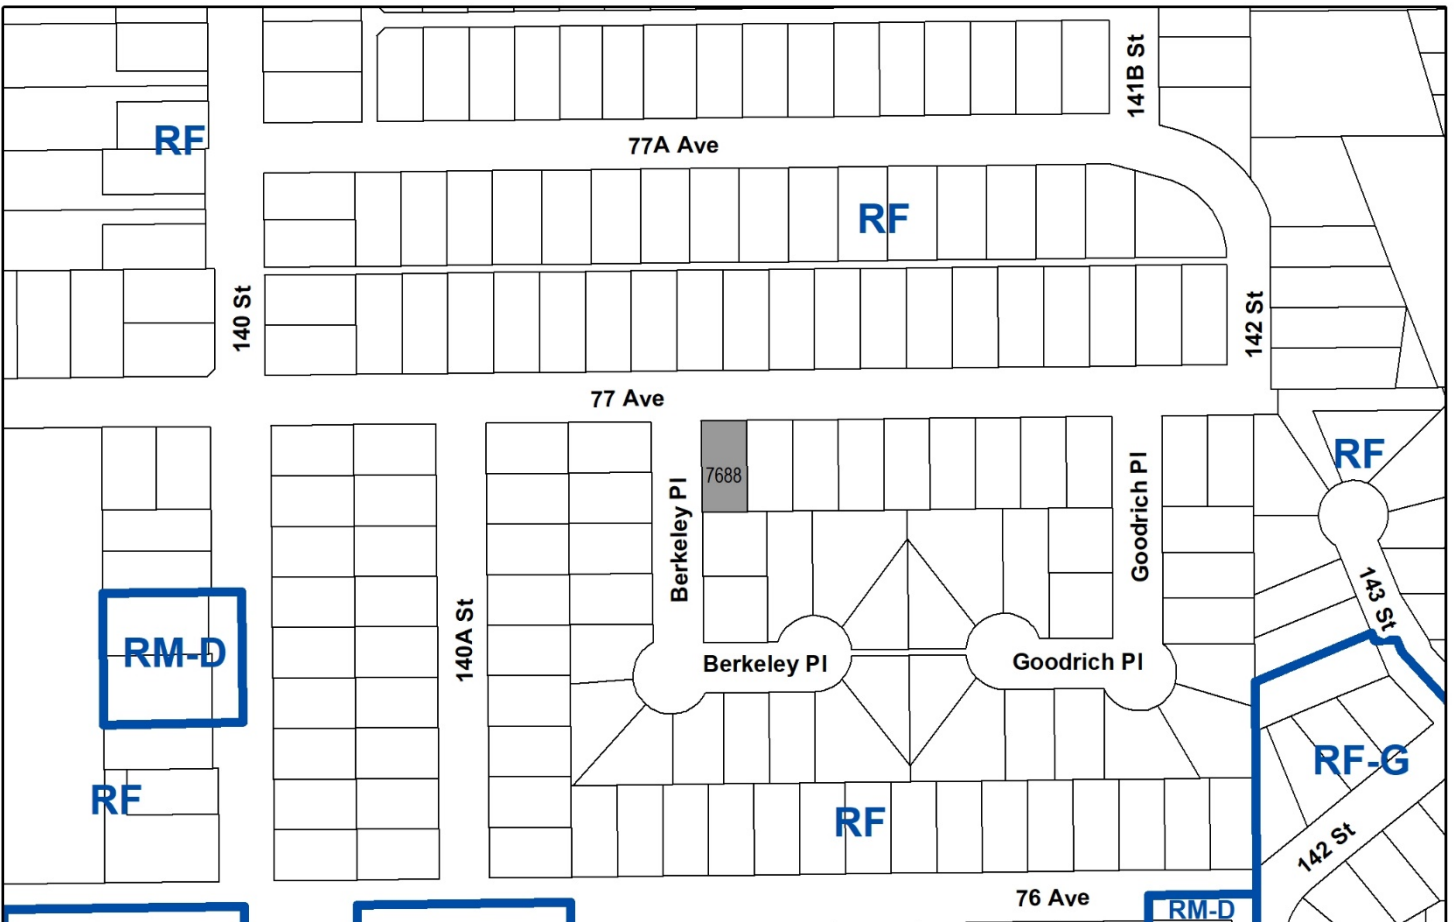 141B St
RF
77A Ave
RF
140 St
142 St
77 Ave
RF
7688
Berkeley Pl
Goodrich Pl
143 St
140A St
RM-D
Berkeley Pl
Goodrich Pl
RF-G
RF
RF
142 St
76 Ave
RM-D